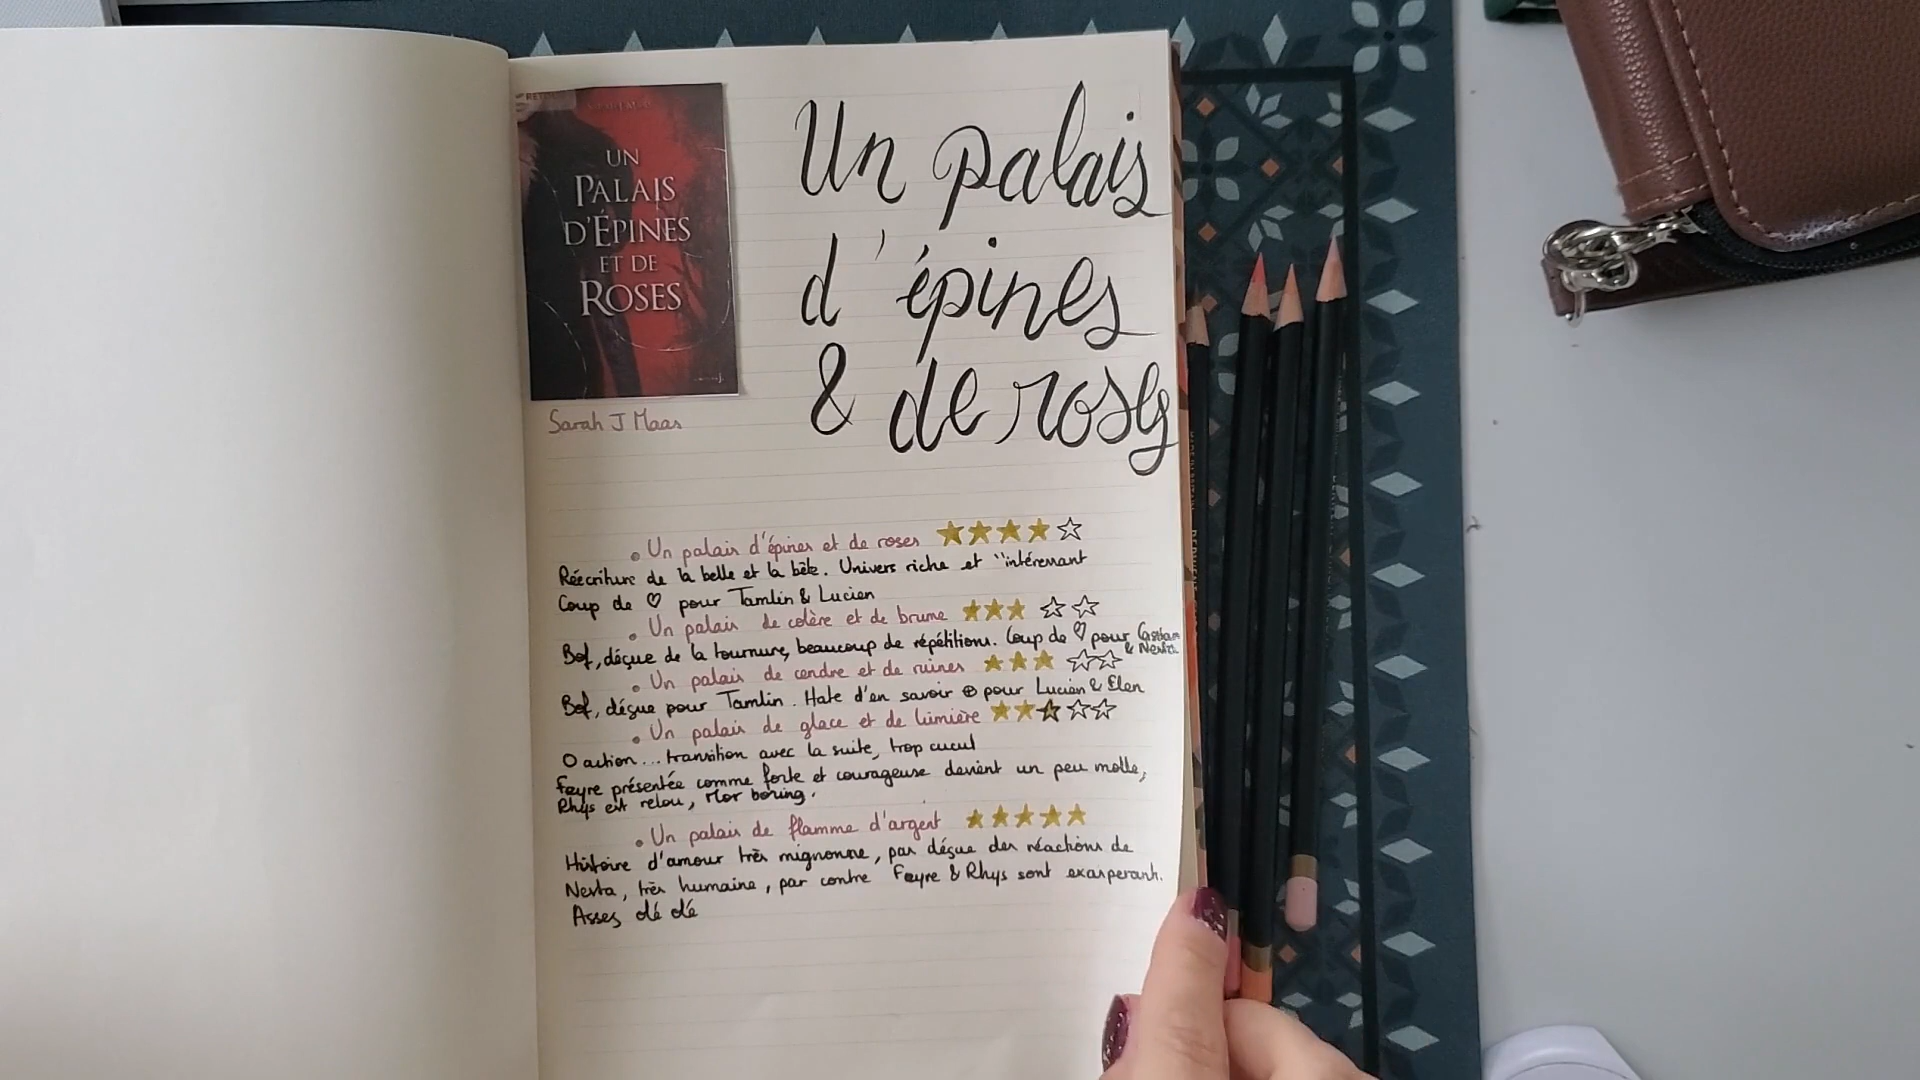 UN
PALAIS
D'ÉPINES
ET DE
ROSES
Sarah J Maas
Un palais
d'épines
& de roses
• Un palais d'épines et de roses ★★★★☆
Réécriture de la belle et la bête. Univers riche et "intéressant
Coup de ♡ pour Tamlin & Lucien
• Un palais de colère et de brume ★★★☆☆
Bof, déçue de la tournure, beaucoup de répétitions. Coup de ♡ pour Cassian
& Nesta
• Un palais de cendre et de ruines ★★★☆☆
Bof, déçue pour Tamlin. Hate d'en savoir ⊕ pour Lucien & Elen
• Un palais de glace et de lumière ★★★☆☆
0 action... transition avec la suite, trop cucul
Feyre présentée comme forte et courageuse devient un peu molle,
Rhys est relou, Mor boring.
• Un palais de flamme d'argent ★★★★★
Histoire d'amour très mignonne, pas déçue des réactions de
Nesta, très humaine, par contre Feyre & Rhys sont exasperant.
Asses dé dé